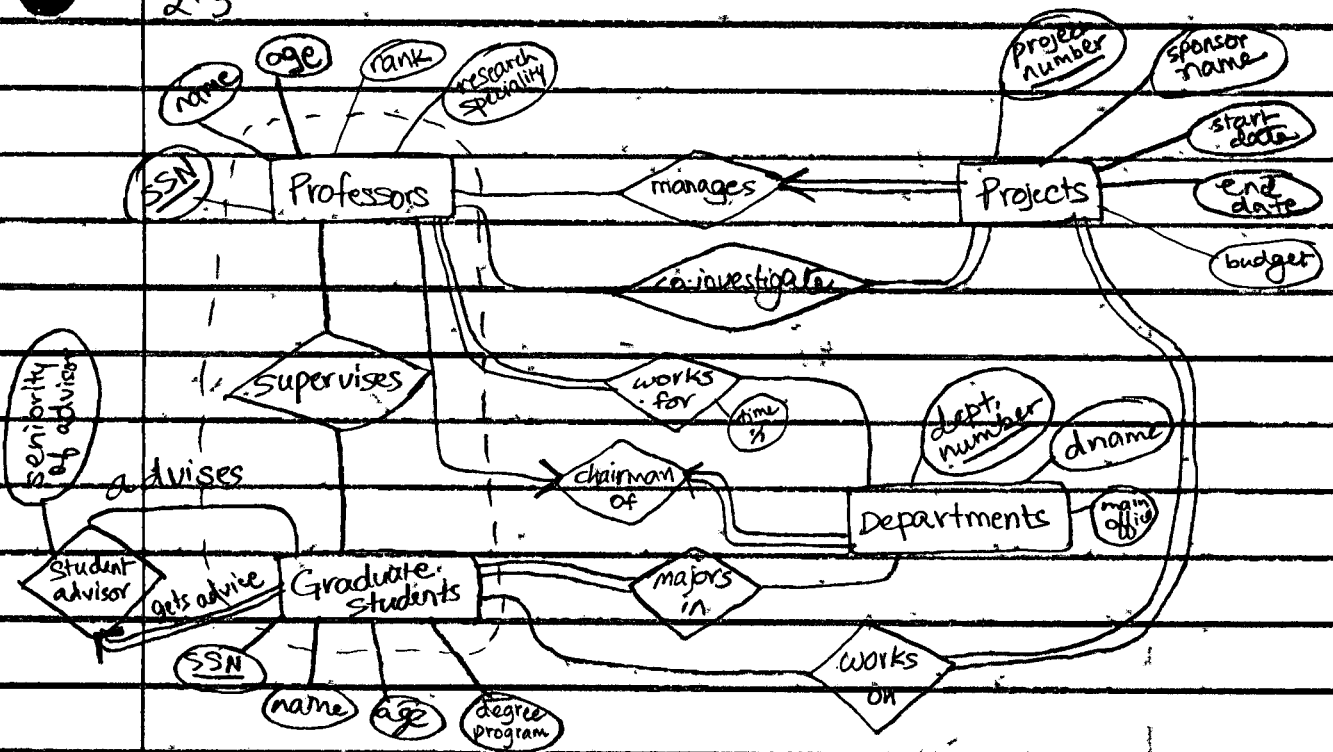 2.3
name
age
rank
research
speciality
SSN
Professors
manages
Projects
project
number
sponsor
name
start
date
end
date
budget
co-investigate
supervises
works
for
time
%
seniority
of advisor
advises
chairman
of
dept.
number
dname
main
office
Departments
student
advisor
gets advice
Graduate
students
majors
in
works
on
SSN
name
age
degree
program